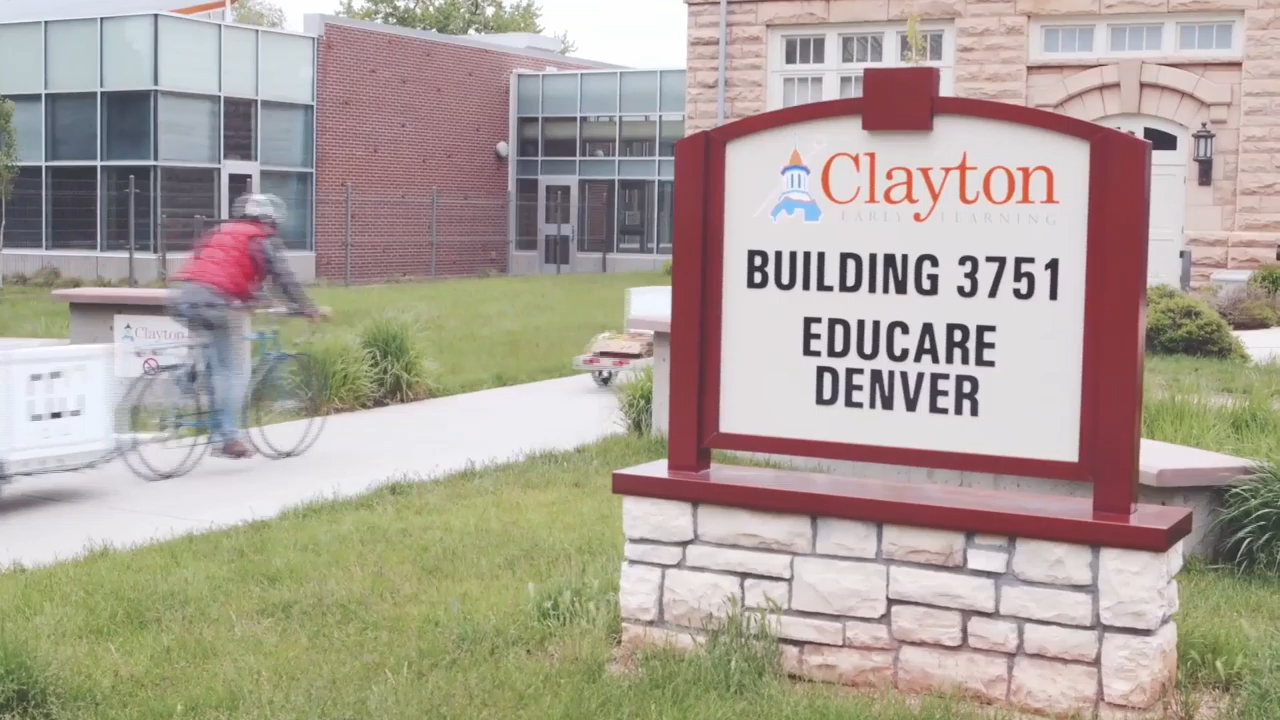 Clayton
EARLY LEARNING
BUILDING 3751
EDUCARE
DENVER
Clayton